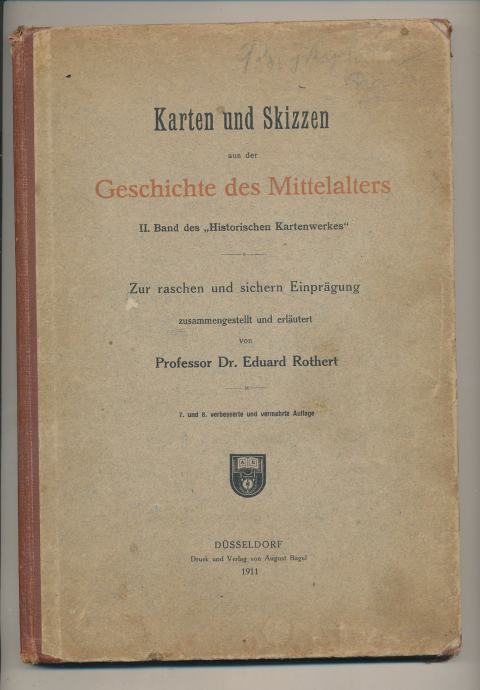 Karten und Skizzen
aus der
Geschichte des Mittelalters
II. Band des „Historischen Kartenwerkes“
Zur raschen und sichern Einprägung
zusammengestellt und erläutert
von
Professor Dr. Eduard Rothert
7. und 8. verbesserte und vermehrte Auflage
DÜSSELDORF
Druck und Verlag von August Bagel
1911